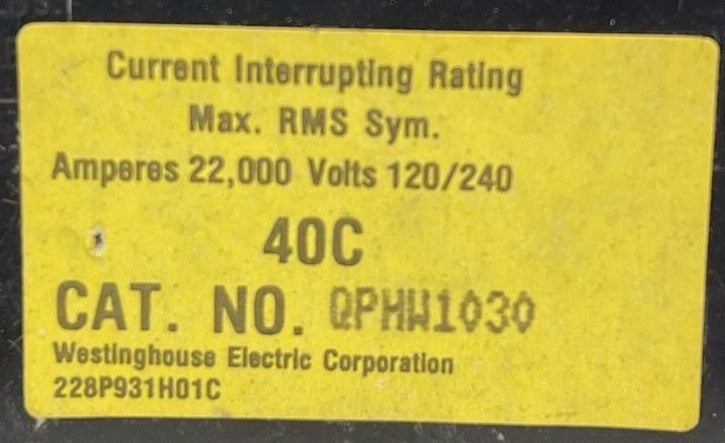 Current Interrupting Rating
Max. RMS Sym.
Amperes 22,000 Volts 120/240
40C
CAT. NO. QPHW1030
Westinghouse Electric Corporation
228P931H01C